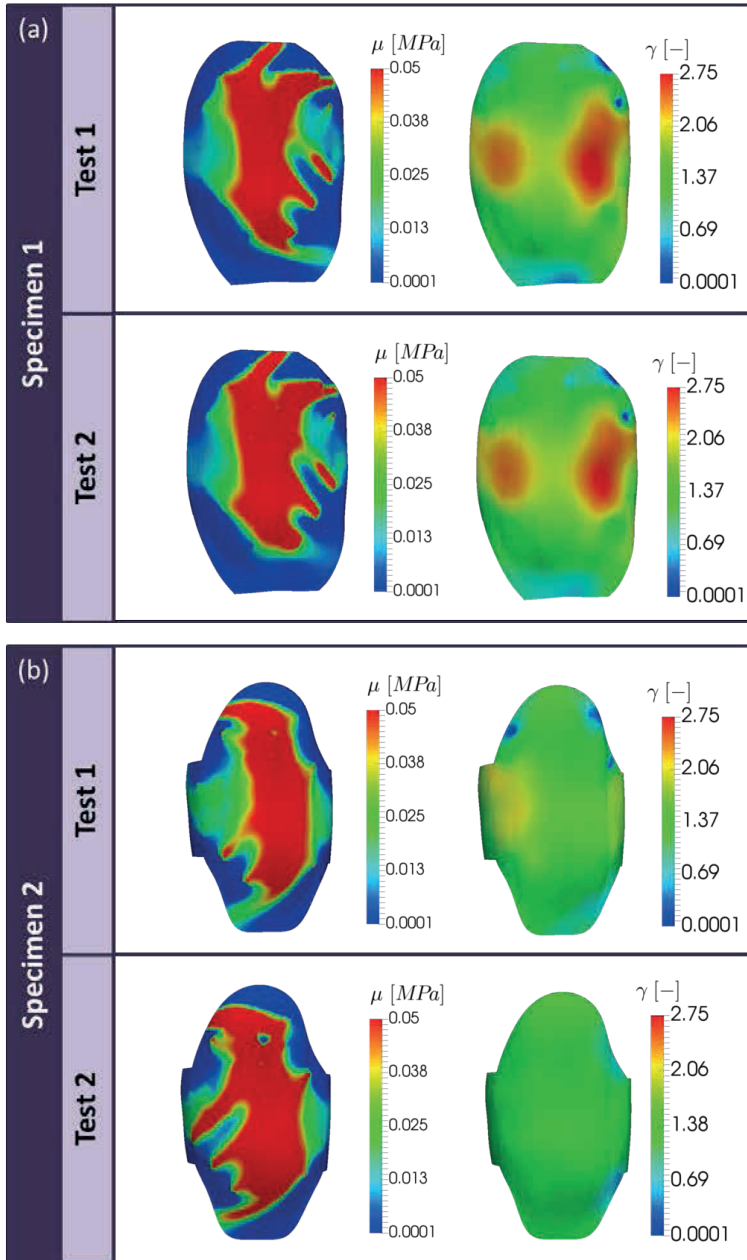 (a)
Specimen 1
Test 1
μ [MPa]
0.05
0.038
0.025
0.013
0.0001
γ [−]
2.75
2.06
1.37
0.69
0.0001
Test 2
μ [MPa]
0.05
0.038
0.025
0.013
0.0001
γ [−]
2.75
2.06
1.37
0.69
0.0001
(b)
Specimen 2
Test 1
μ [MPa]
0.05
0.038
0.025
0.013
0.0001
γ [−]
2.75
2.06
1.37
0.69
0.0001
Test 2
μ [MPa]
0.05
0.038
0.025
0.013
0.0001
γ [−]
2.75
2.06
1.38
0.69
0.0001